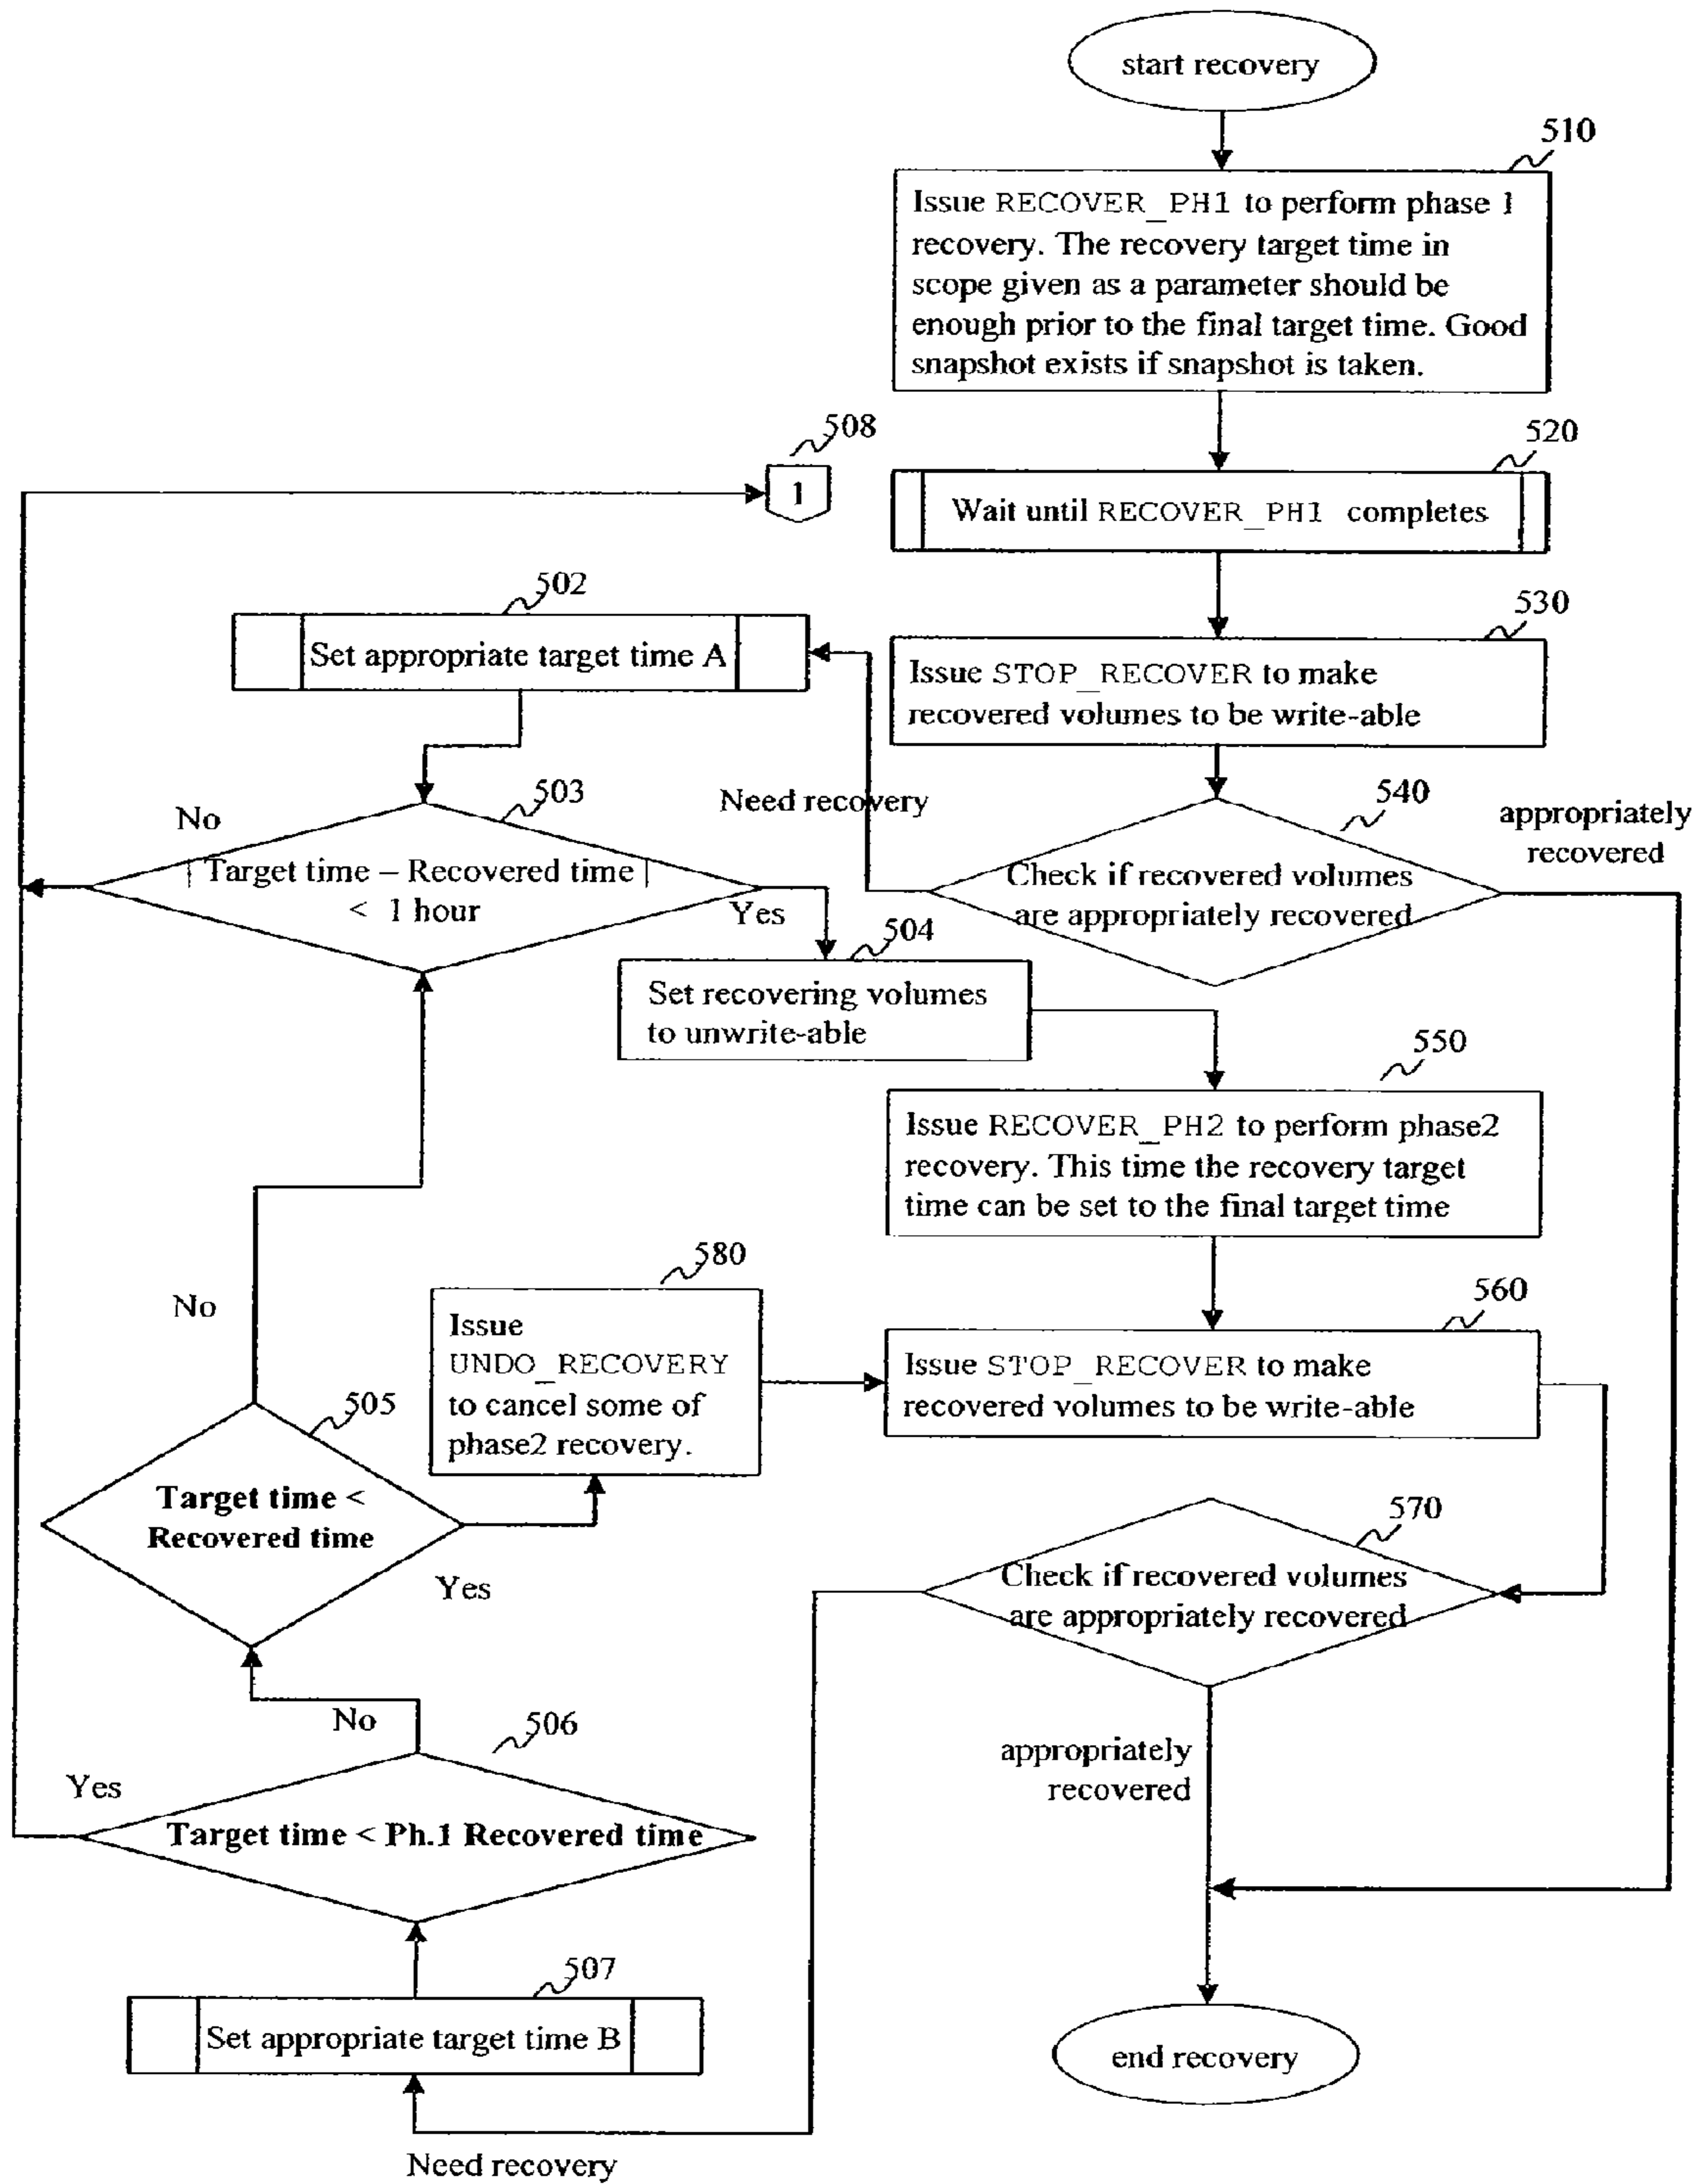 start recovery
510
Issue RECOVER_PH1 to perform phase 1
recovery. The recovery target time in
scope given as a parameter should be
enough prior to the final target time. Good
snapshot exists if snapshot is taken.
508
1
520
Wait until RECOVER_PH1 completes
502
Set appropriate target time A
530
Issue STOP_RECOVER to make
recovered volumes to be write-able
No
503
Need recovery
540
appropriately
recovered
| Target time – Recovered time |
< 1 hour
Yes
Check if recovered volumes
are appropriately recovered
504
Set recovering volumes
to unwrite-able
550
Issue RECOVER_PH2 to perform phase2
recovery. This time the recovery target
time can be set to the final target time
No
580
Issue
UNDO_RECOVERY
to cancel some of
phase2 recovery.
560
Issue STOP_RECOVER to make
recovered volumes to be write-able
505
Target time <
Recovered time
Yes
570
Check if recovered volumes
are appropriately recovered
No
506
appropriately
recovered
Yes
Target time < Ph.1 Recovered time
507
Set appropriate target time B
end recovery
Need recovery